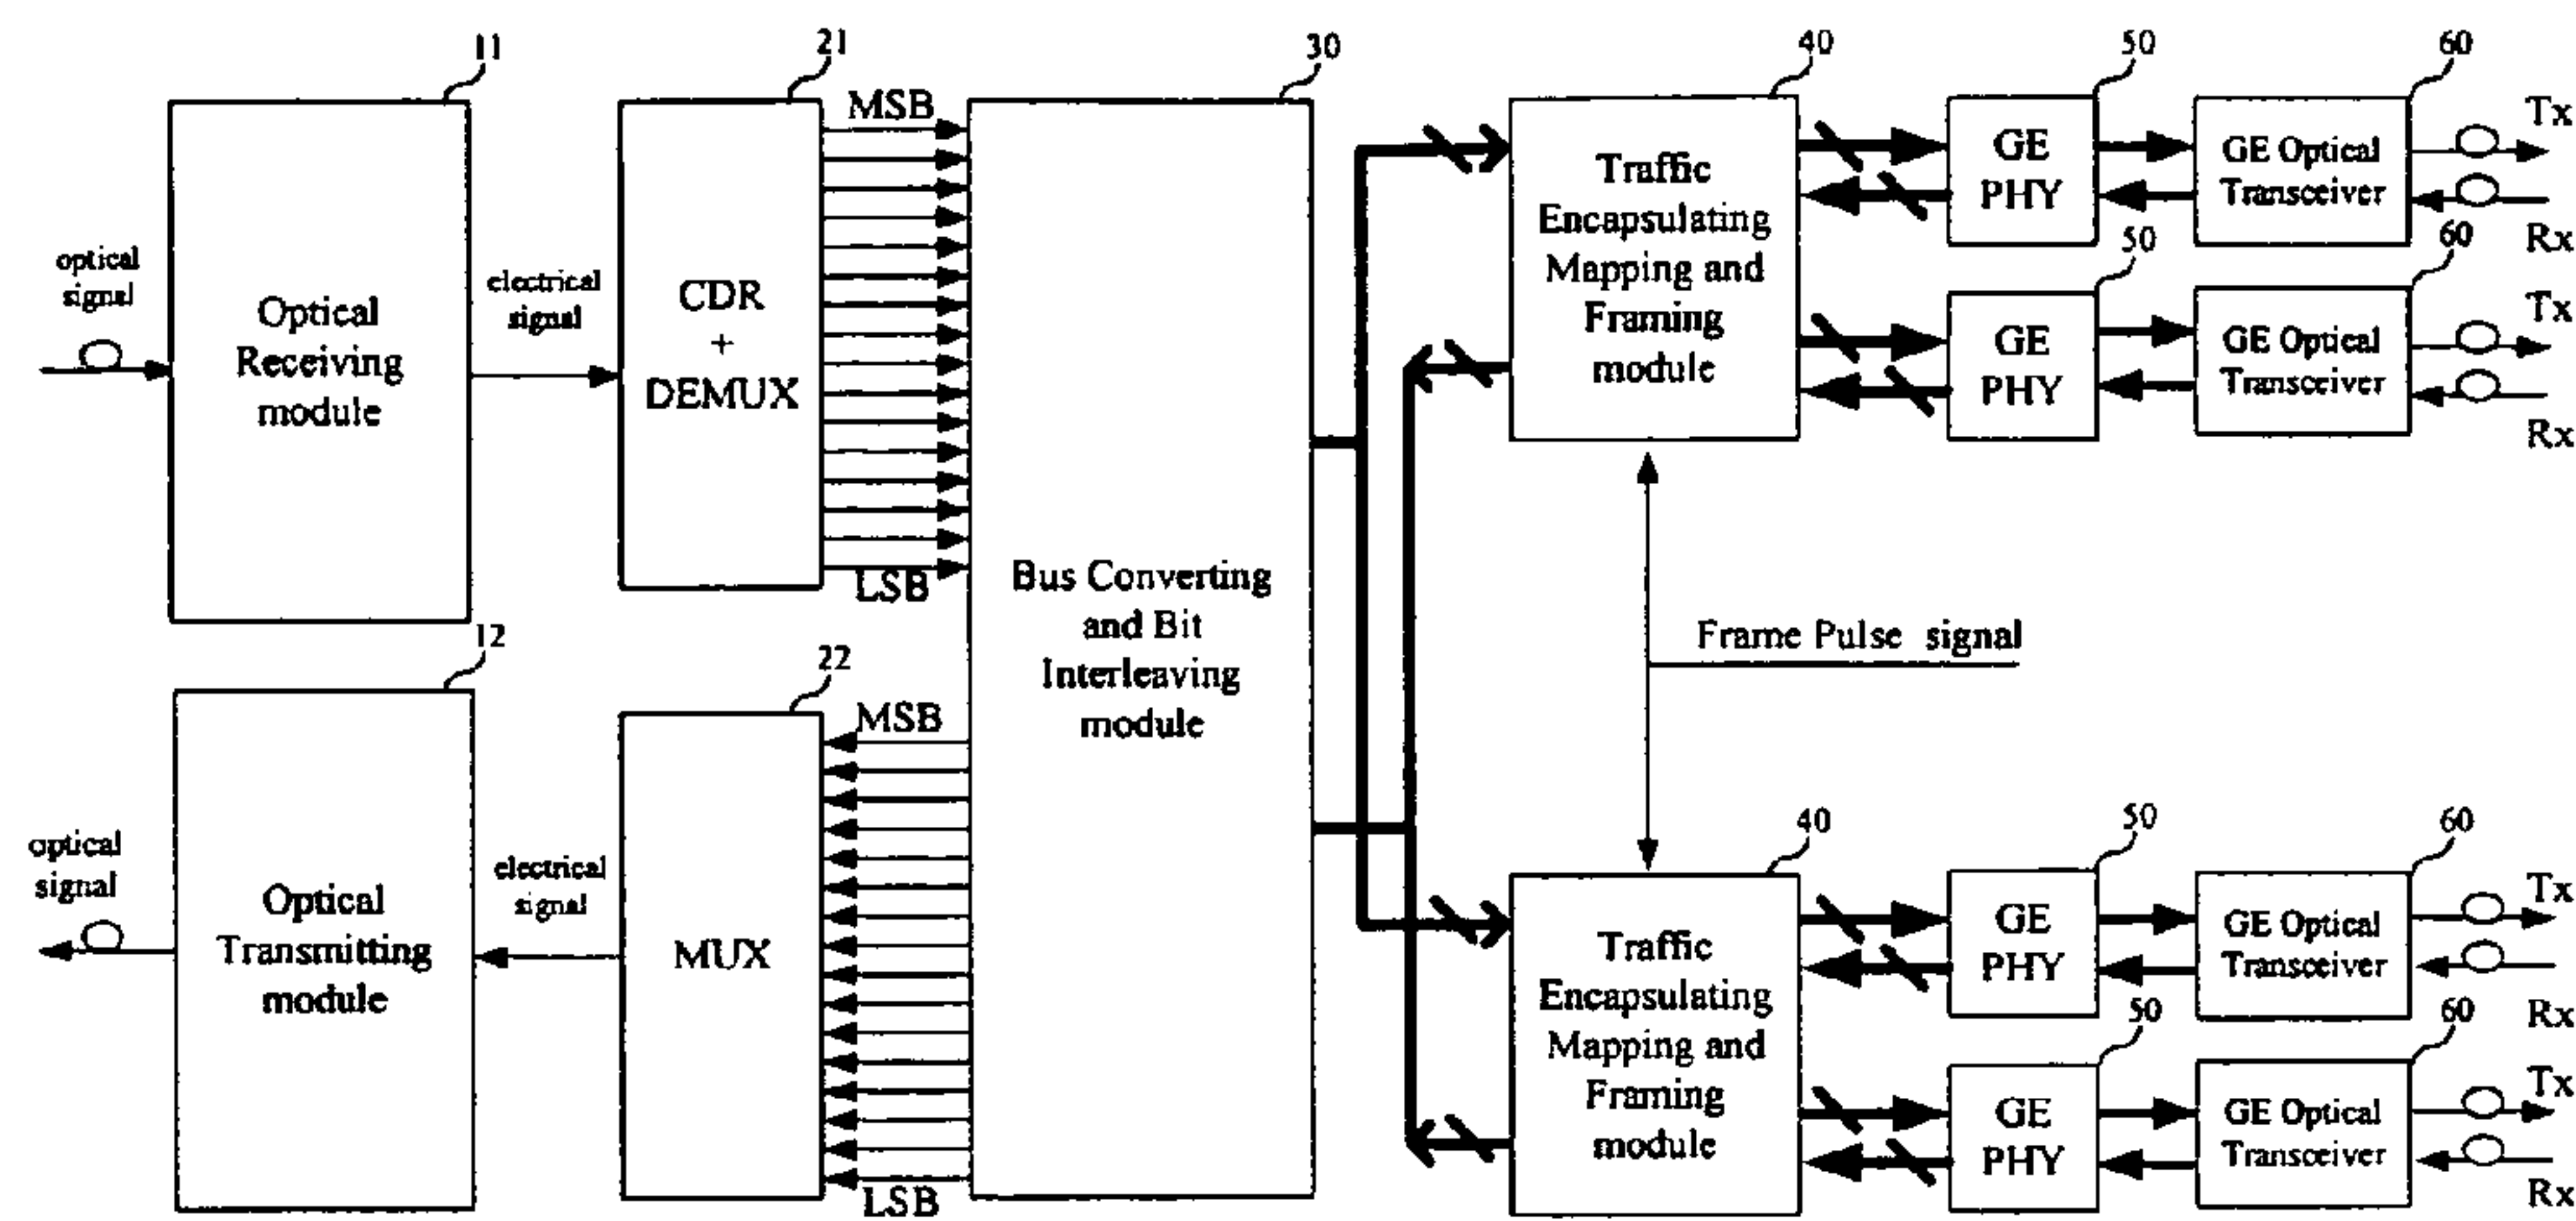 11
21
30
40
50
60
MSB
Tx
GE
PHY
GE Optical
Transceiver
Rx
Traffic
Encapsulating
Mapping and
Framing
module
50
60
optical
signal
electrical
signal
Optical
Receiving
module
CDR
+
DEMUX
Tx
GE
PHY
GE Optical
Transceiver
Rx
LSB
Bus Converting
and Bit
Interleaving
module
Frame Pulse signal
12
22
MSB
40
50
60
optical
signal
electrical
signal
Optical
Transmitting
module
MUX
Traffic
Encapsulating
Mapping and
Framing
module
Tx
GE
PHY
GE Optical
Transceiver
Rx
50
60
Tx
GE
PHY
GE Optical
Transceiver
Rx
LSB